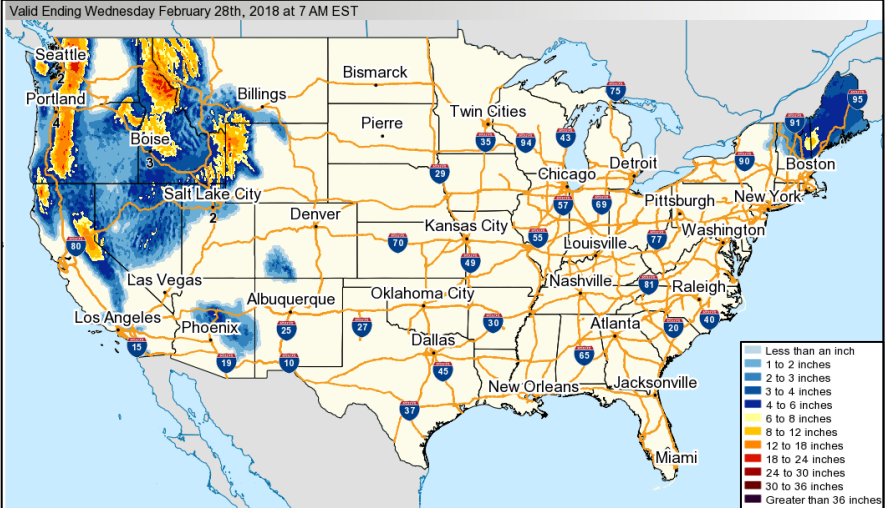 Valid Ending Wednesday February 28th, 2018 at 7 AM EST
Seattle
2
Portland
Billings
Bismarck
Boise
3
Pierre
Twin Cities
75
95
91
35
94
43
Boston
90
29
Chicago
Detroit
Salt Lake City
2
57
69
Pittsburgh
New York
Denver
80
70
Kansas City
55
Louisville
77
Washington
49
Las Vegas
Albuquerque
Oklahoma City
Nashville
81
Raleigh
Los Angeles
Phoenix
25
27
30
Atlanta
20
40
15
19
10
Dallas
45
65
New Orleans
Jacksonville
37
Miami
Less than an inch
1 to 2 inches
2 to 3 inches
3 to 4 inches
4 to 6 inches
6 to 8 inches
8 to 12 inches
12 to 18 inches
18 to 24 inches
24 to 30 inches
30 to 36 inches
Greater than 36 inches